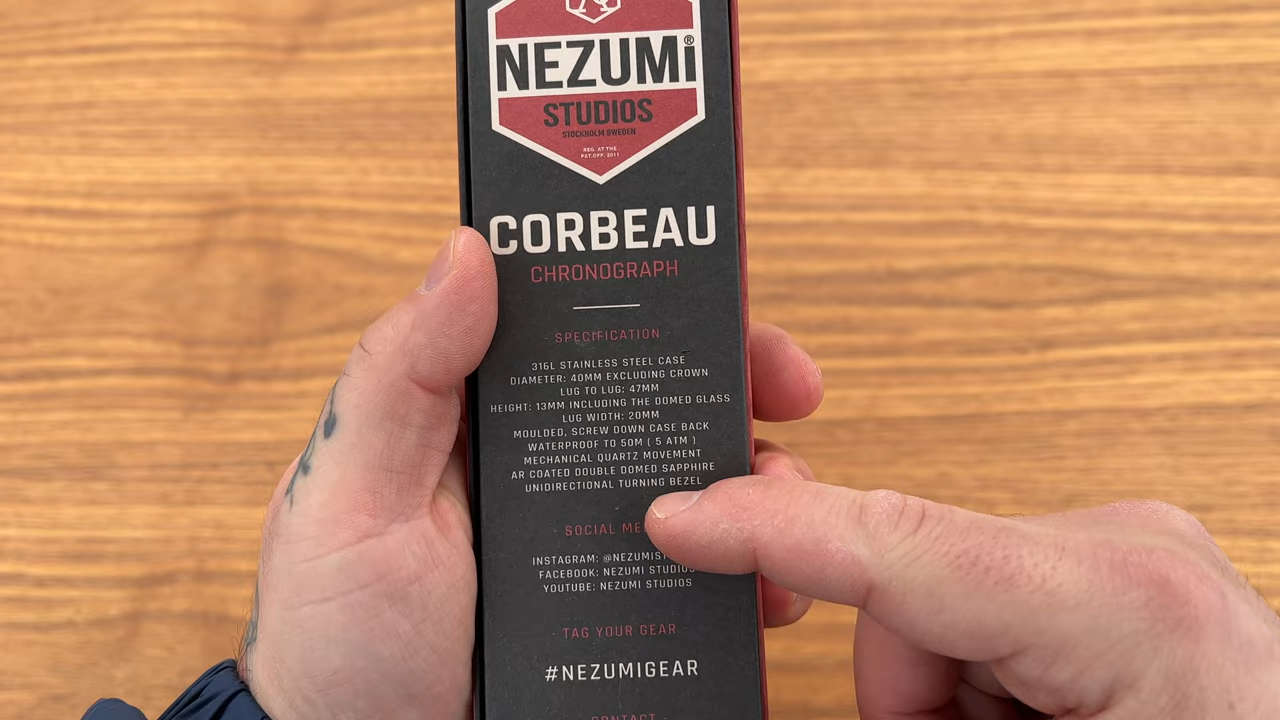 NEZUMi®
STUDIOS
STOCKHOLM SWEDEN
REG. AT THE
PAT.OFF. 2011
CORBEAU
CHRONOGRAPH
- SPECIFICATION -
316L STAINLESS STEEL CASE
DIAMETER: 40MM EXCLUDING CROWN
LUG TO LUG: 47MM
HEIGHT: 13MM INCLUDING THE DOMED GLASS
LUG WIDTH: 20MM
MOULDED, SCREW DOWN CASE BACK
WATERPROOF TO 50M ( 5 ATM )
MECHANICAL QUARTZ MOVEMENT
AR COATED DOUBLE DOMED SAPPHIRE
UNIDIRECTIONAL TURNING BEZEL
- SOCIAL
INSTAGRAM:
FACEBOOK: NEZUMI STUDIOS
YOUTUBE: NEZUMI STUDIOS
- TAG YOUR GEAR -
#NEZUMIGEAR
- CONTACT -